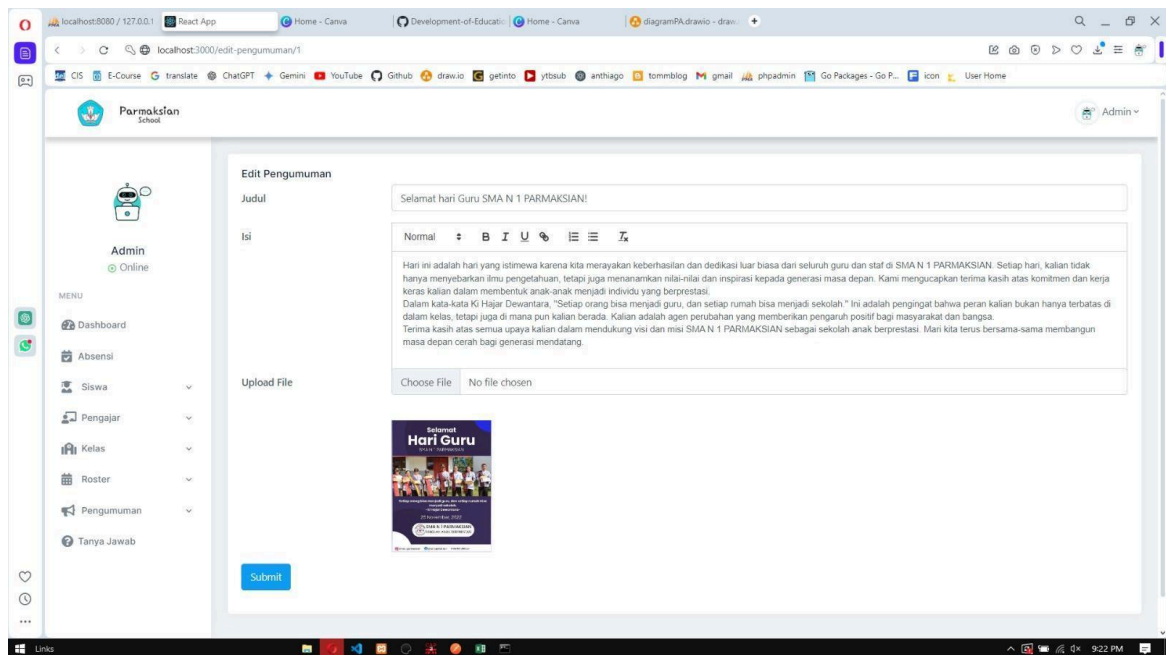 localhost:8080 / 127.0.0.1
React App
Home - Canva
Development-of-Educatio
Home - Canva
diagramPA.drawio - draw.
localhost:3000/edit-pengumuman/1
CIS
E-Course
translate
ChatGPT
Gemini
YouTube
Github
draw.io
getinto
ytsub
anthiago
tommblog
gmail
phpadmin
Go Packages - Go P...
icon
User Home
Parmaksian
School
Admin
Admin
Online
MENU
Dashboard
Absensi
Siswa
Pengajar
Kelas
Roster
Pengumuman
Tanya Jawab
Edit Pengumuman
Judul
Selamat hari Guru SMA N 1 PARMAKSIAN!
Isi
Normal B I U
Hari ini adalah hari yang istimewa karena kita merayakan keberhasilan dan dedikasi luar biasa dari seluruh guru dan staf di SMA N 1 PARMAKSIAN. Setiap hari, kalian tidak
hanya menyebarkan ilmu pengetahuan, tetapi juga menanamkan nilai-nilai dan inspirasi kepada generasi masa depan. Kami mengucapkan terima kasih atas komitmen dan kerja
keras kalian dalam membentuk anak-anak menjadi individu yang berprestasi.
Dalam kata-kata Ki Hajar Dewantara, "Setiap orang bisa menjadi guru, dan setiap rumah bisa menjadi sekolah." Ini adalah pengingat bahwa peran kalian bukan hanya terbatas di
dalam kelas, tetapi juga di mana pun kalian berada. Kalian adalah agen perubahan yang memberikan pengaruh positif bagi masyarakat dan bangsa.
Terima kasih atas semua upaya kalian dalam mendukung visi dan misi SMA N 1 PARMAKSIAN sebagai sekolah anak berprestasi. Mari kita terus bersama-sama membangun
masa depan cerah bagi generasi mendatang.
Upload File
Choose File No file chosen
Selamat
Hari Guru
SMA N 1 PARMAKSIAN
25 November 2023
SMA N 1 PARMAKSIAN
Submit
Links
9:22 PM